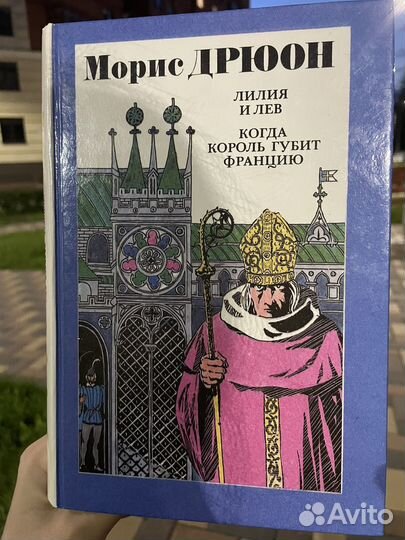 Морис ДРЮОН
ЛИЛИЯ
И ЛЕВ
КОГДА
КОРОЛЬ ГУБИТ
ФРАНЦИЮ
Avito